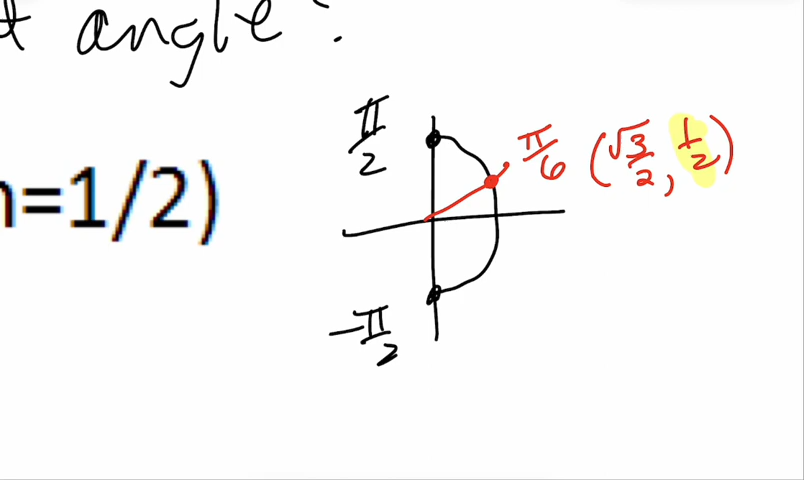 t angle?
π/2
π/6 (√3/2, 1/2)
n=1/2)
-π/2